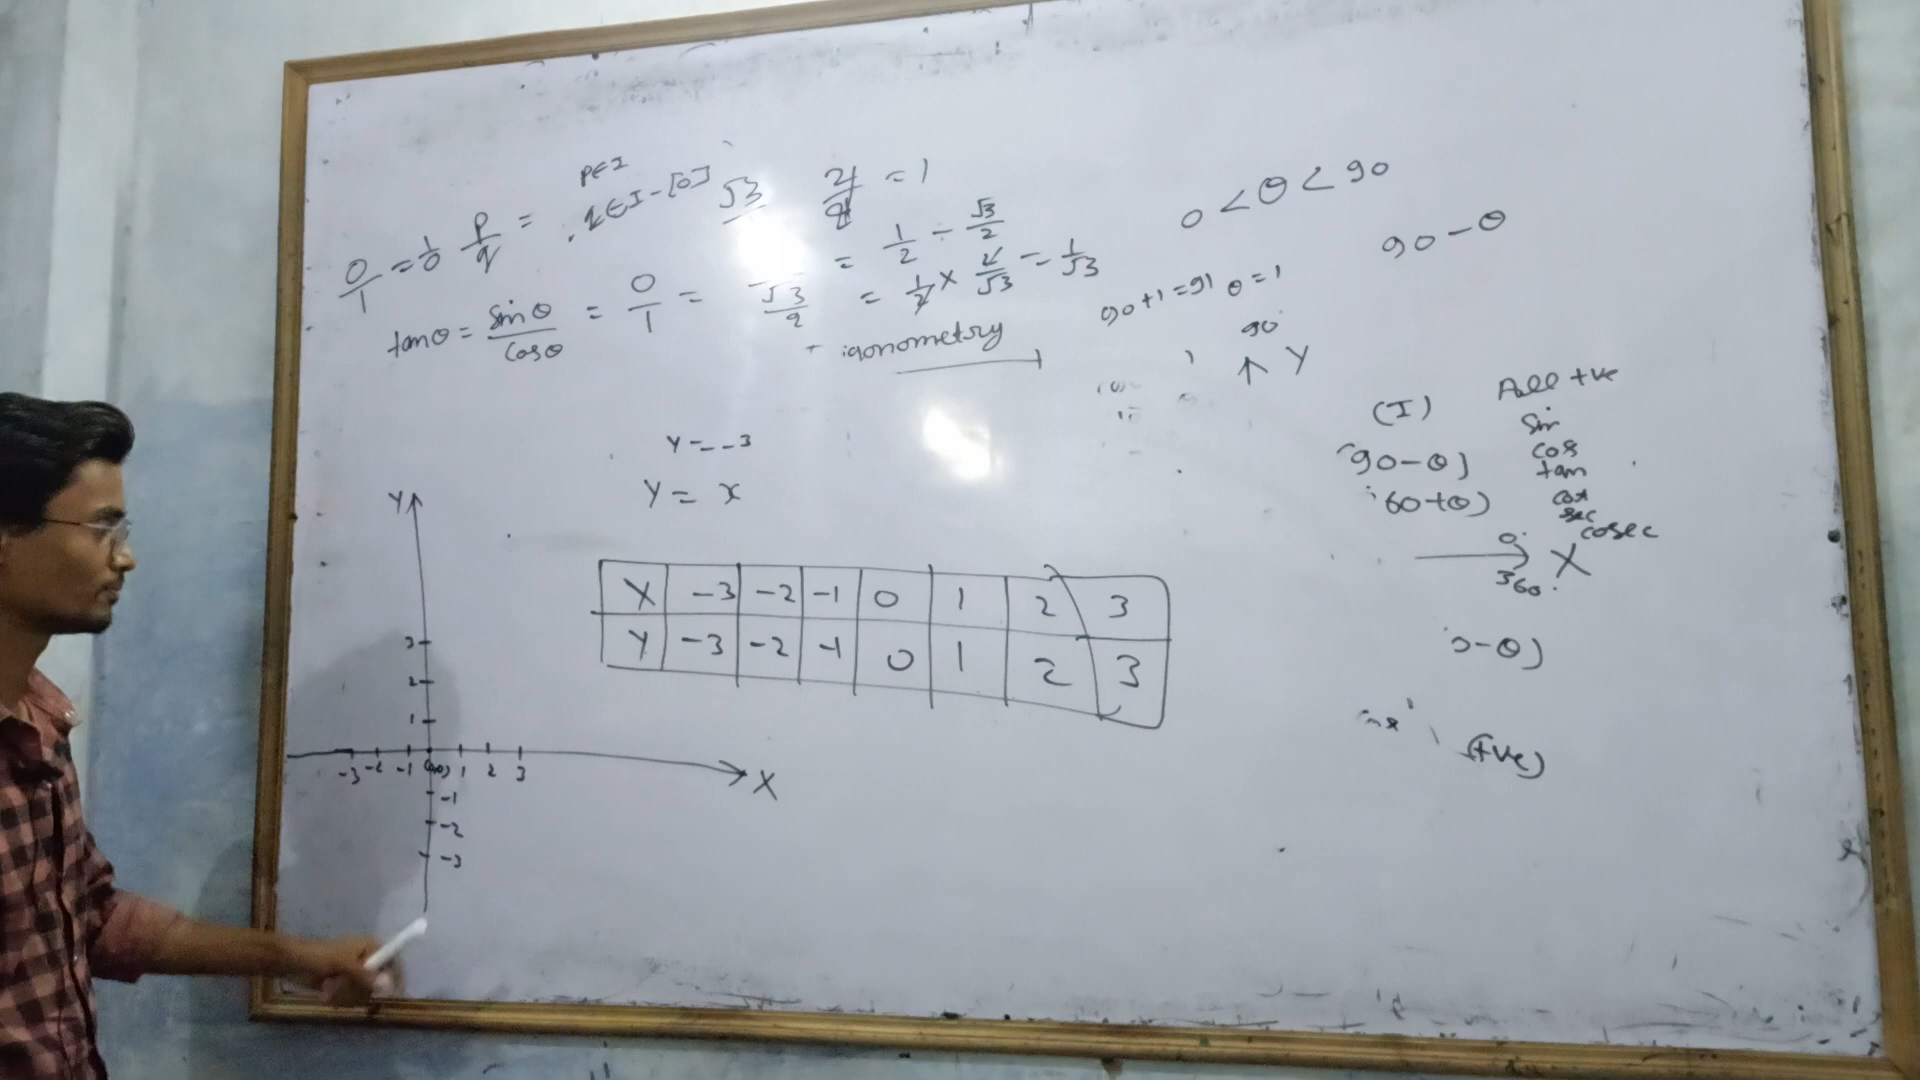 P∈I
p/q = q∈I-[0] √3 2/2 = 1
0/1 = 1/0
0 < θ < 90
90-θ
= 1/2 ÷ √3/2
tanθ = sinθ/cosθ = 0/1 = √3/2 = 1/2 × 2/√3 = 1/√3
90+1=91 θ=1
igonometry
90
Y
(I) All +ve
sin
cos
tan
cot
sec
cosec
90-θ)
60+θ)
0
X
360
-θ)
(+ve)
Y = -3
Y = x
X -3 -2 -1 0 1 2 3
Y -3 -2 -1 0 1 2 3
Y
3
2
1
-3 -2 -1 (0,0) 1 2 3 X
-1
-2
-3